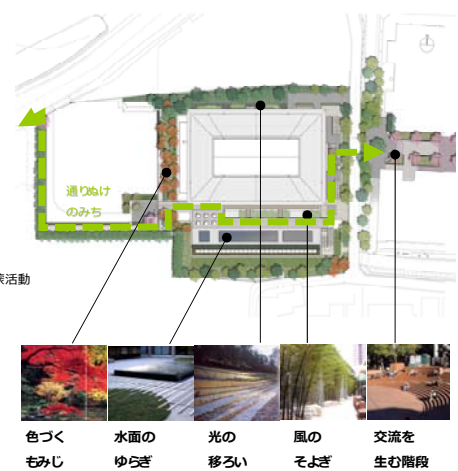 通りぬけ
のみち
活動
色づく
もみじ
水面の
ゆらぎ
光の
移ろい
風の
そよぎ
交流を
生む階段